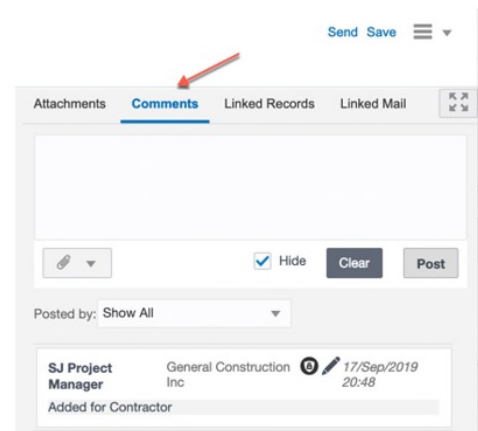 Send Save
Attachments Comments Linked Records Linked Mail
Hide Clear Post
Posted by: Show All
SJ Project General Construction 17/Sep/2019
Manager Inc 20:48
Added for Contractor